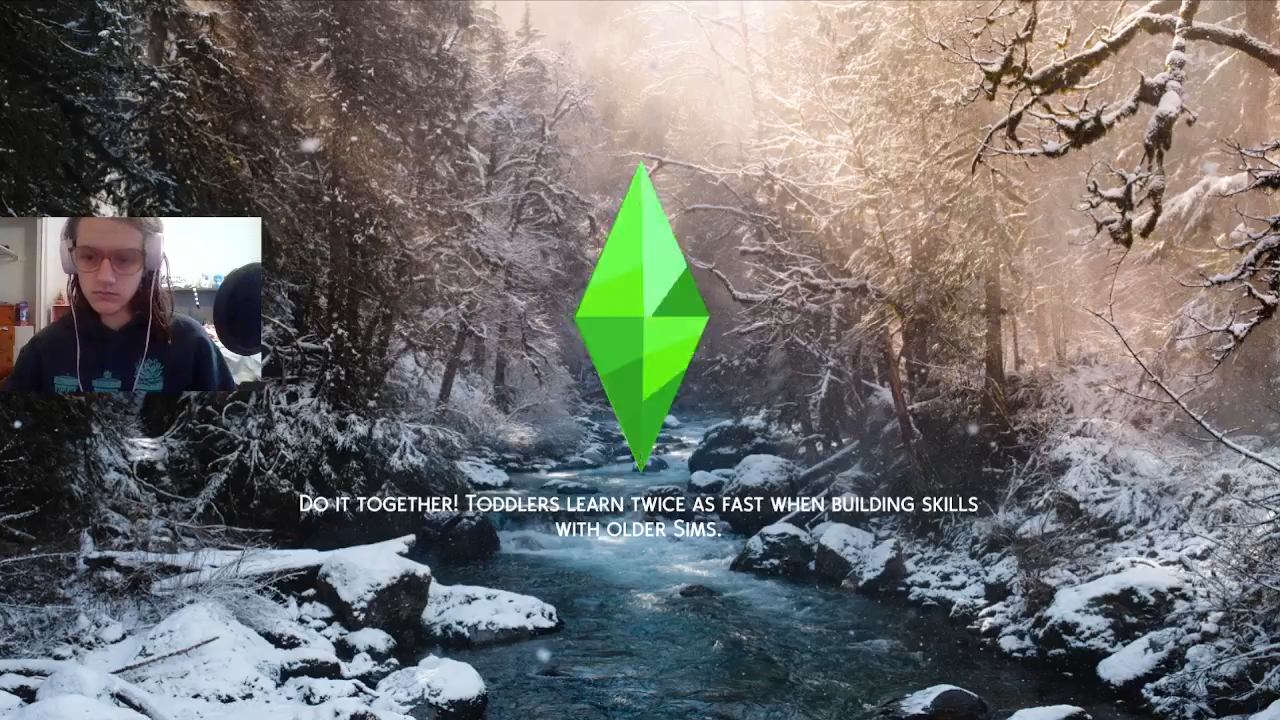 Do it together! Toddlers learn twice as fast when building skills
with older Sims.